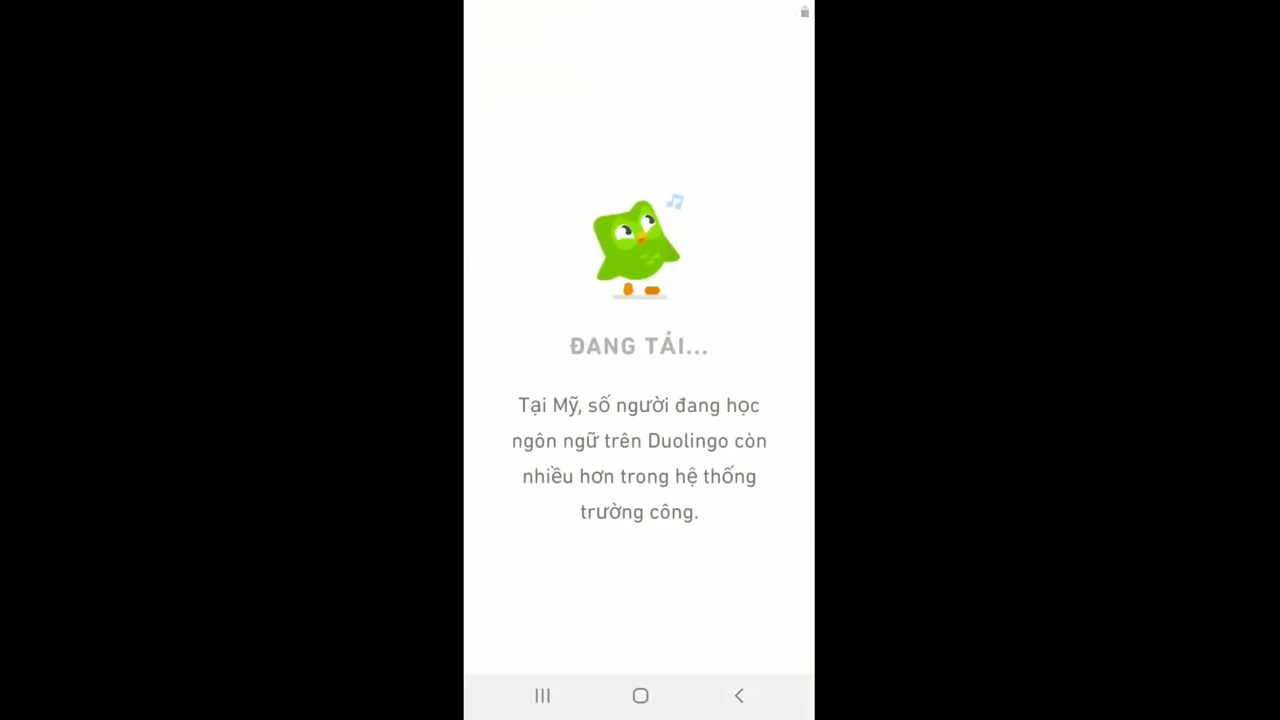 ĐANG TẢI...
Tại Mỹ, số người đang học
ngôn ngữ trên Duolingo còn
nhiều hơn trong hệ thống
trường công.